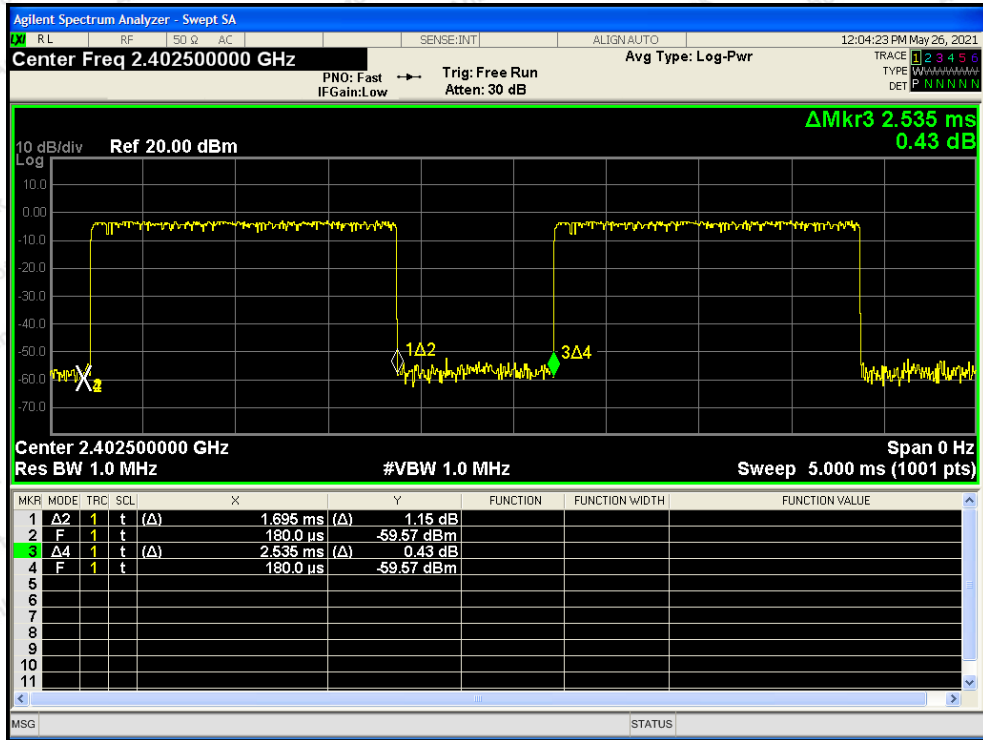 Agilent Spectrum Analyzer - Swept SA
LXI RL RF 50 Ω AC SENSE:INT ALIGN AUTO 12:04:23 PM May 26, 2021
Center Freq 2.402500000 GHz Avg Type: Log-Pwr TRACE 1 2 3 4 5 6
PNO: Fast Trig: Free Run TYPE WWWWWW
IFGain:Low Atten: 30 dB DET P N N N N N
ΔMkr3 2.535 ms
0.43 dB
10 dB/div Ref 20.00 dBm
Log
10.0
0.00
-10.0
-20.0
-30.0
-40.0
-50.0
1Δ2
3Δ4
-60.0
2
-70.0
Center 2.402500000 GHz Span 0 Hz
Res BW 1.0 MHz #VBW 1.0 MHz Sweep 5.000 ms (1001 pts)
MKR MODE TRC SCL X Y FUNCTION FUNCTION WIDTH FUNCTION VALUE
1 Δ2 1 t (Δ) 1.695 ms (Δ) 1.15 dB
2 F 1 t 180.0 µs -59.57 dBm
3 Δ4 1 t (Δ) 2.535 ms (Δ) 0.43 dB
4 F 1 t 180.0 µs -59.57 dBm
5
6
7
8
9
10
11
MSG STATUS